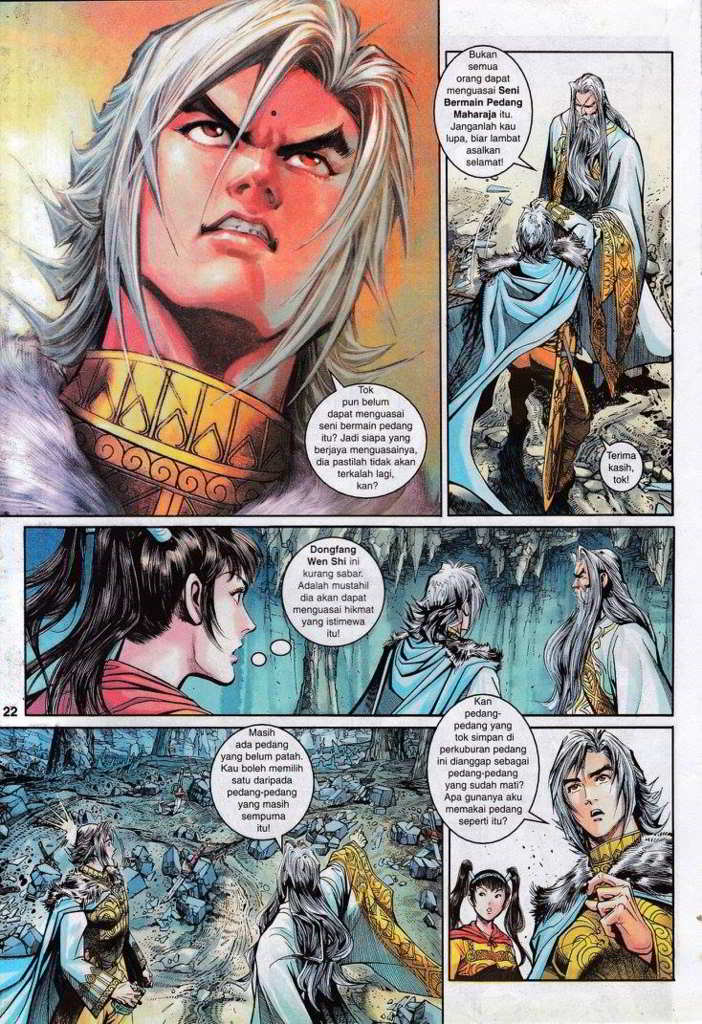 Tok
pun belum
dapat menguasai
seni bermain pedang
itu? Jadi siapa yang
berjaya menguasainya,
dia pastilah tidak akan
terkalah lagi,
kan?
Bukan
semua
orang dapat
menguasai Seni
Bermain Pedang
Maharaja itu.
Janganlah kau
lupa, biar lambat
asalkan
selamat!
Terima
kasih,
tok!
Dongfang
Wen Shi ini
kurang sabar.
Adalah mustahil
dia akan dapat
menguasai hikmat
yang istimewa
itu!
22
Masih
ada pedang
yang belum patah.
Kau boleh memilih
satu daripada
pedang-pedang
yang masih
sempurna
itu!
Kan
pedang-
pedang yang
tok simpan di
perkuburan pedang
ini dianggap sebagai
pedang-pedang
yang sudah mati?
Apa gunanya aku
memakai pedang
seperti itu?